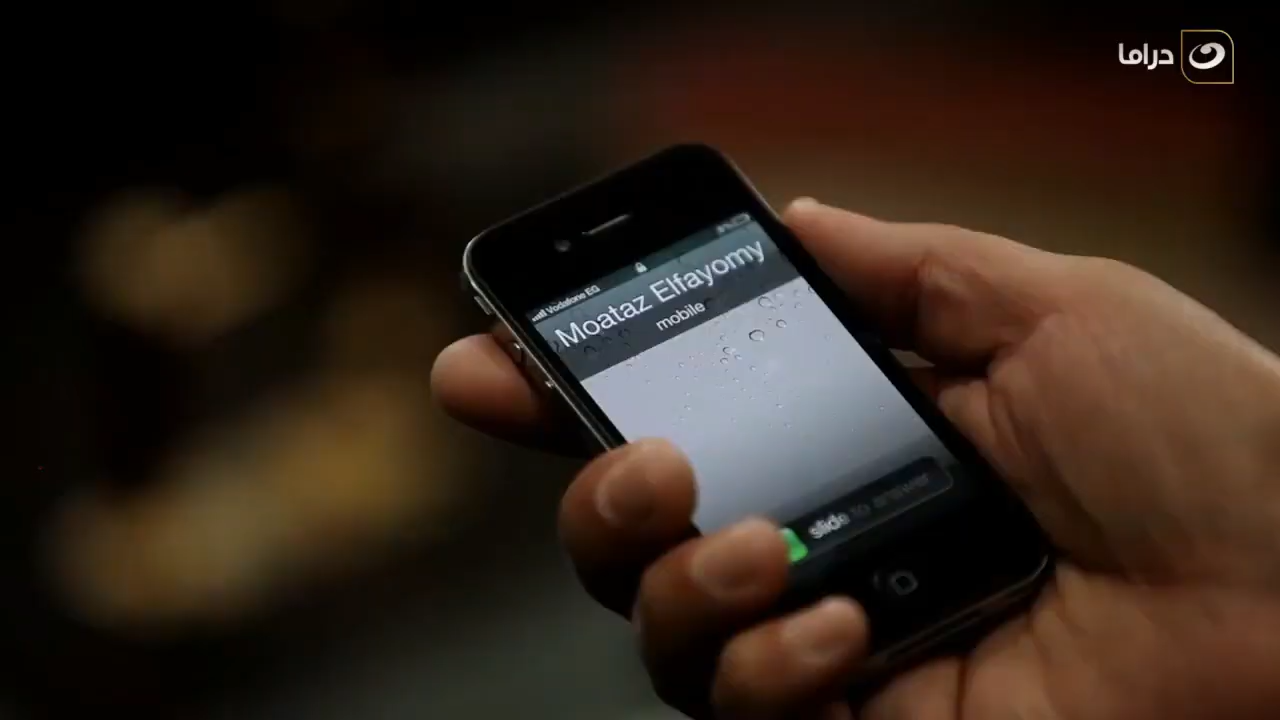 دراما
Vodafone EG
Moataz Elfayomy
mobile
slide to answer